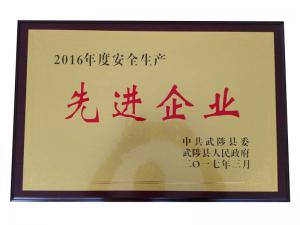 2016年度安全生产
先进企业
中共武陟县委
武陟县人民政府
二〇一七年三月